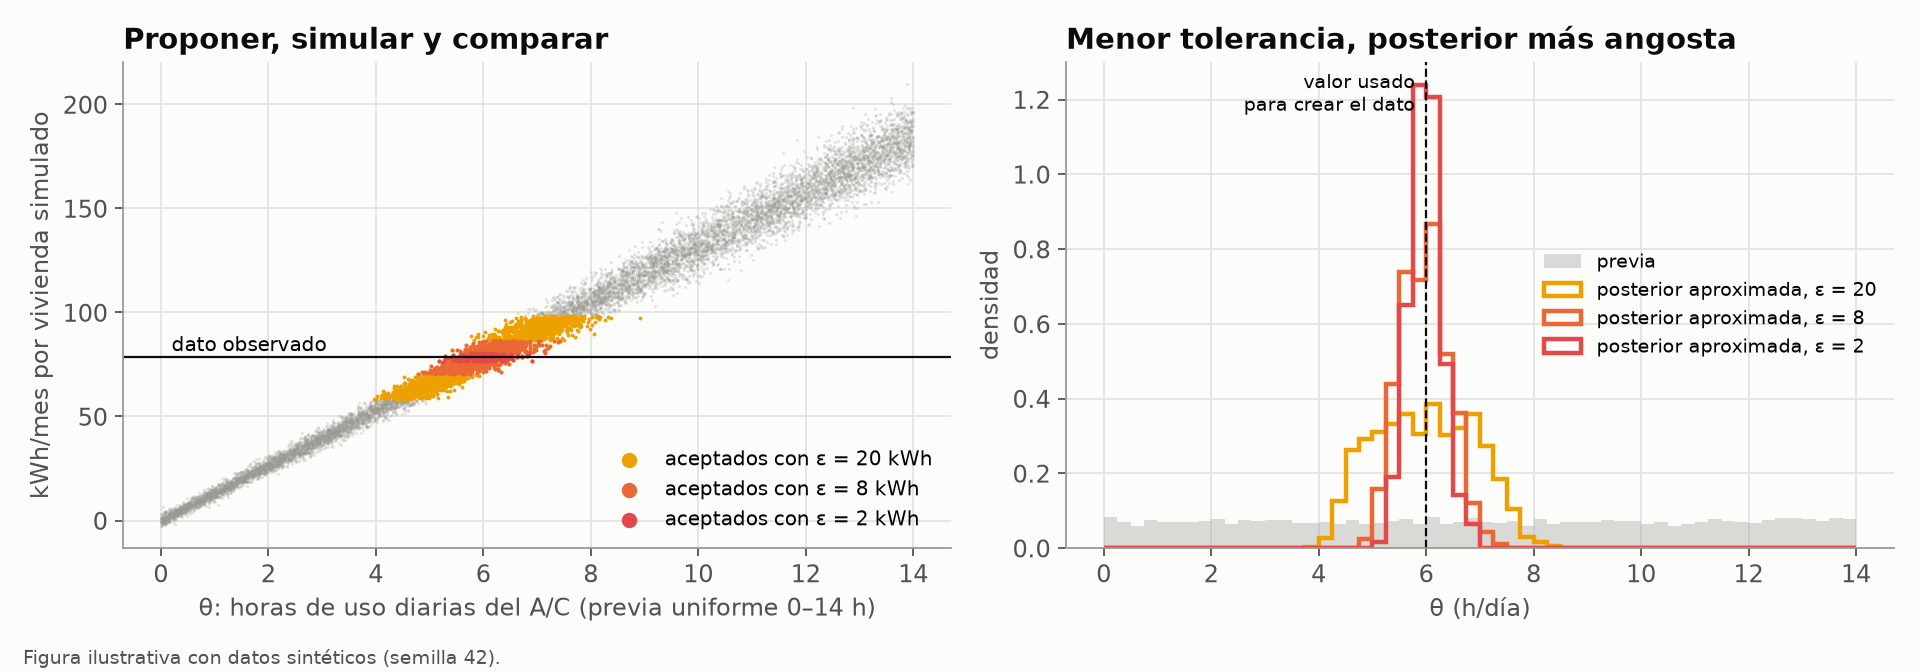 Proponer, simular y comparar
kWh/mes por vivienda simulado
200
150
100
50
0
dato observado
aceptados con ε = 20 kWh
aceptados con ε = 8 kWh
aceptados con ε = 2 kWh
0 2 4 6 8 10 12 14
θ: horas de uso diarias del A/C (previa uniforme 0–14 h)
Menor tolerancia, posterior más angosta
densidad
1.2
1.0
0.8
0.6
0.4
0.2
0.0
valor usado
para crear el dato
previa
posterior aproximada, ε = 20
posterior aproximada, ε = 8
posterior aproximada, ε = 2
0 2 4 6 8 10 12 14
θ (h/día)
Figura ilustrativa con datos sintéticos (semilla 42).